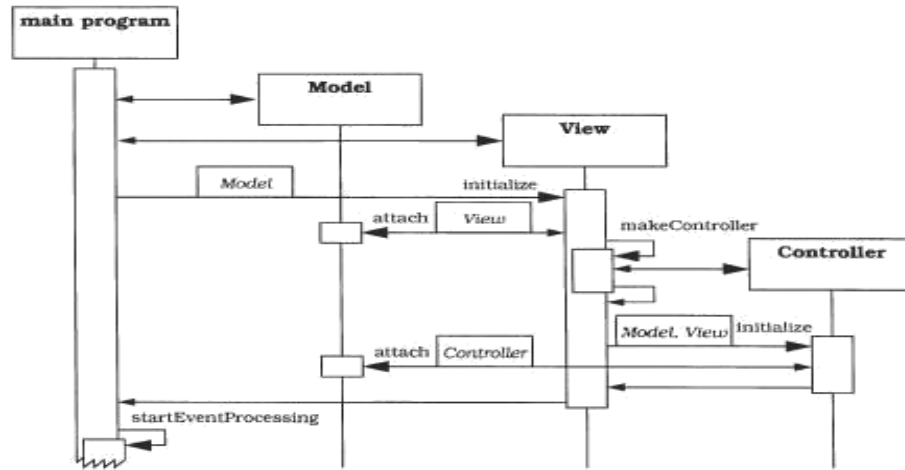 main program
Model
View
Model
initialize
attach
View
makeController
Controller
Model, View
initialize
attach
Controller
startEventProcessing